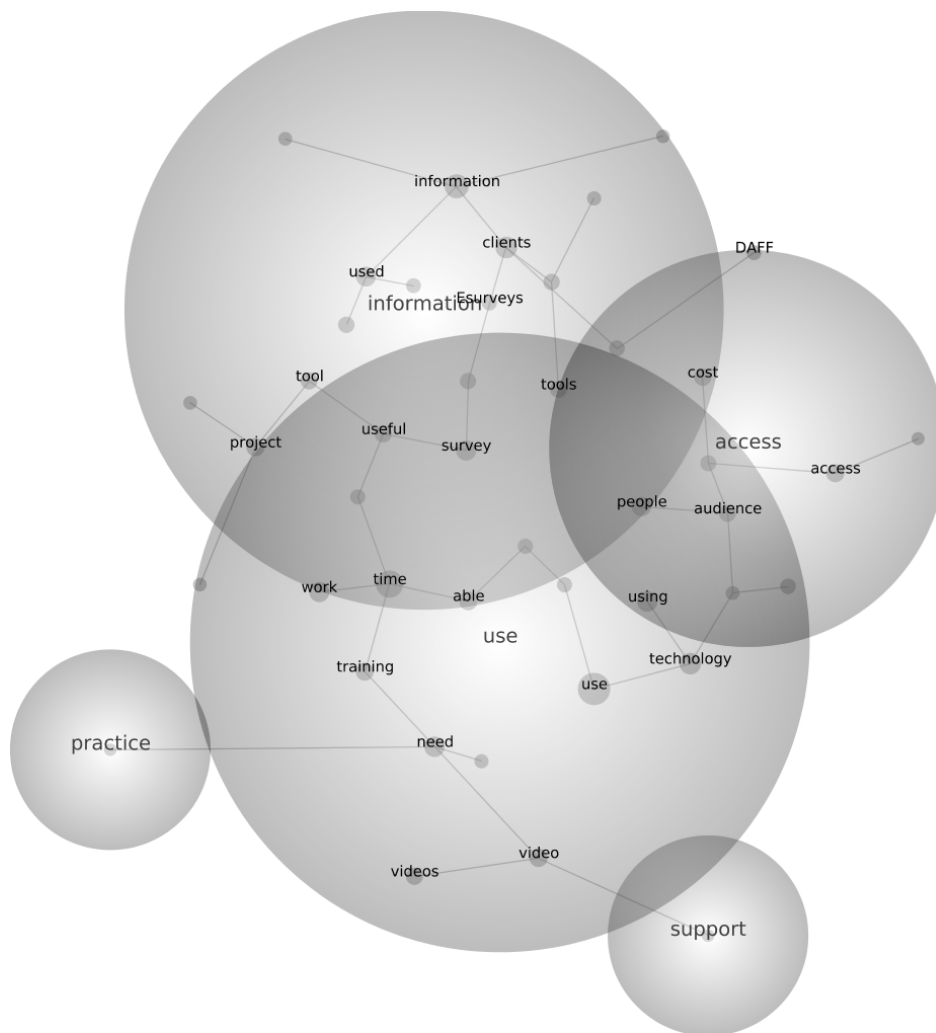 information
DAFF
clients
used
Esurveys
information
cost
tool
tools
useful
project
access
survey
access
people
audience
time
work
able
using
use
technology
training
use
need
practice
video
videos
support